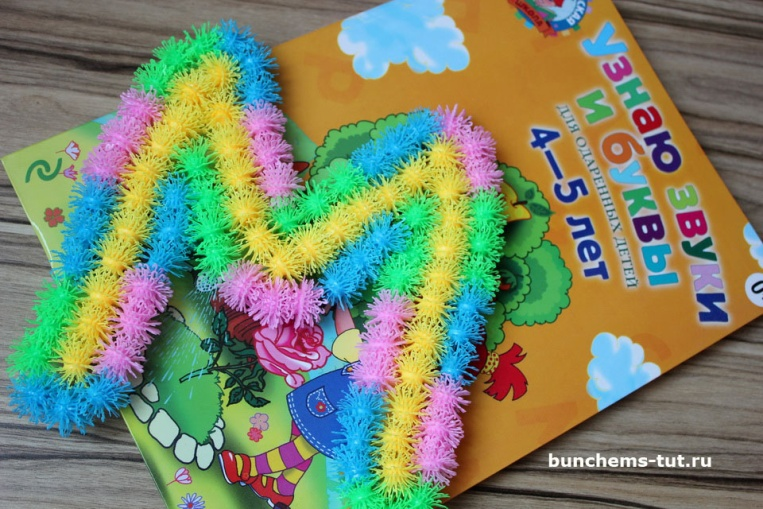 Узнаю звуки
и буквы
для одаренных детей
4—5 лет
bunchems-tut.ru